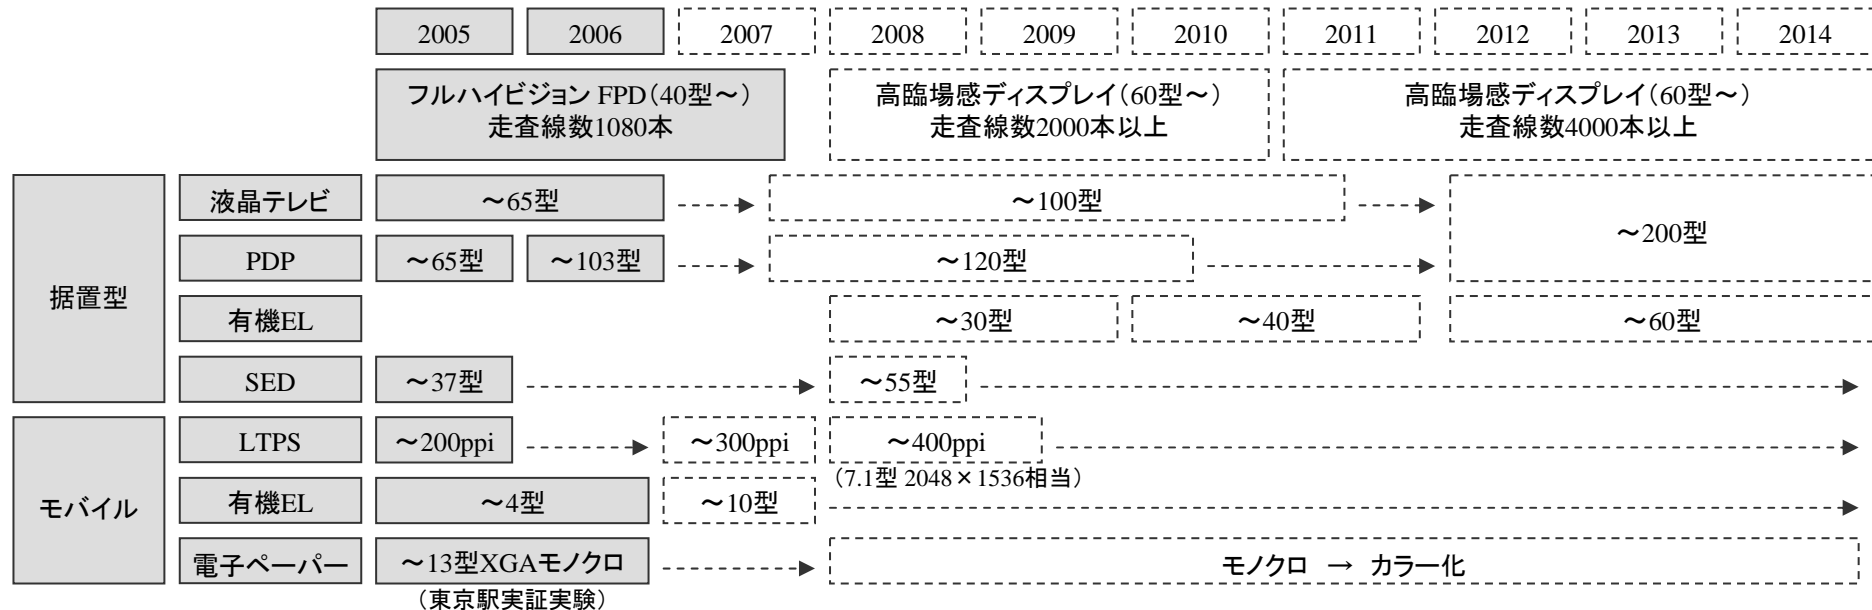 2005 2006 2007 2008 2009 2010 2011 2012 2013 2014
フルハイビジョン FPD（40型～）
走査線数1080本
高臨場感ディスプレイ（60型～）
走査線数2000本以上
高臨場感ディスプレイ（60型～）
走査線数4000本以上
据置型
液晶テレビ ～65型 ～100型
～200型
PDP ～65型 ～103型 ～120型
有機EL ～30型 ～40型 ～60型
SED ～37型 ～55型
モバイル
LTPS ～200ppi ～300ppi ～400ppi
（7.1型 2048×1536相当）
有機EL ～4型 ～10型
電子ペーパー ～13型XGAモノクロ モノクロ → カラー化
（東京駅実証実験）